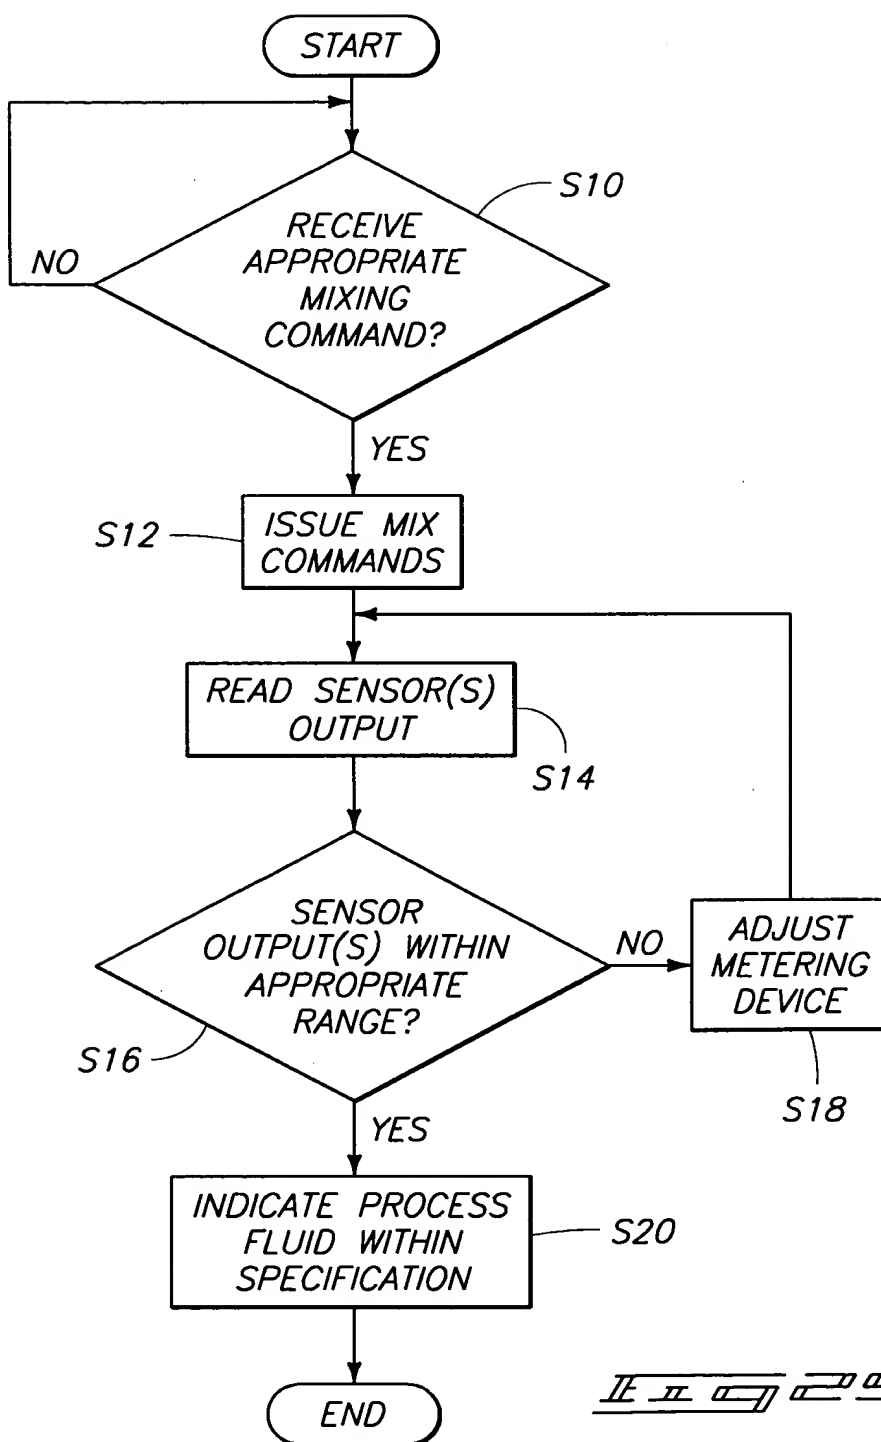 START
S10
RECEIVE
APPROPRIATE
MIXING
COMMAND?
NO
YES
S12
ISSUE MIX
COMMANDS
READ SENSOR(S)
OUTPUT
S14
SENSOR
OUTPUT(S) WITHIN
APPROPRIATE
RANGE?
NO
ADJUST
METERING
DEVICE
S16
S18
YES
INDICATE PROCESS
FLUID WITHIN
SPECIFICATION
S20
END